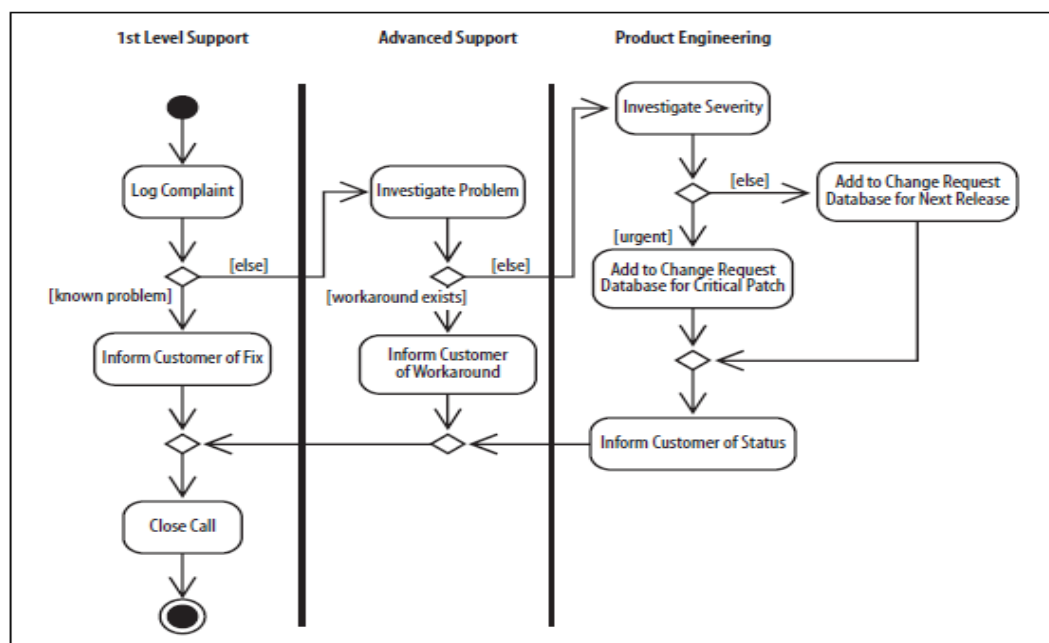 1st Level Support
Advanced Support
Product Engineering
Investigate Severity
Log Complaint
Investigate Problem
[else]
Add to Change Request
Database for Next Release
[urgent]
[else]
[else]
Add to Change Request
Database for Critical Patch
[known problem]
[workaround exists]
Inform Customer of Fix
Inform Customer
of Workaround
Inform Customer of Status
Close Call